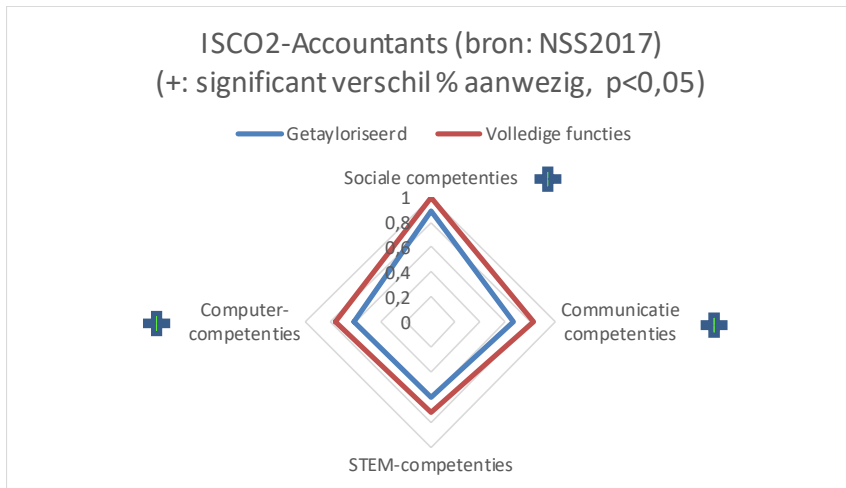 ISCO2-Accountants (bron: NSS2017)
(+: significant verschil % aanwezig, p<0,05)
Getayloriseerd
Volledige functies
Sociale competenties
1
0,8
0,6
0,4
0,2
0
Computer-
competenties
Communicatie
competenties
STEM-competenties